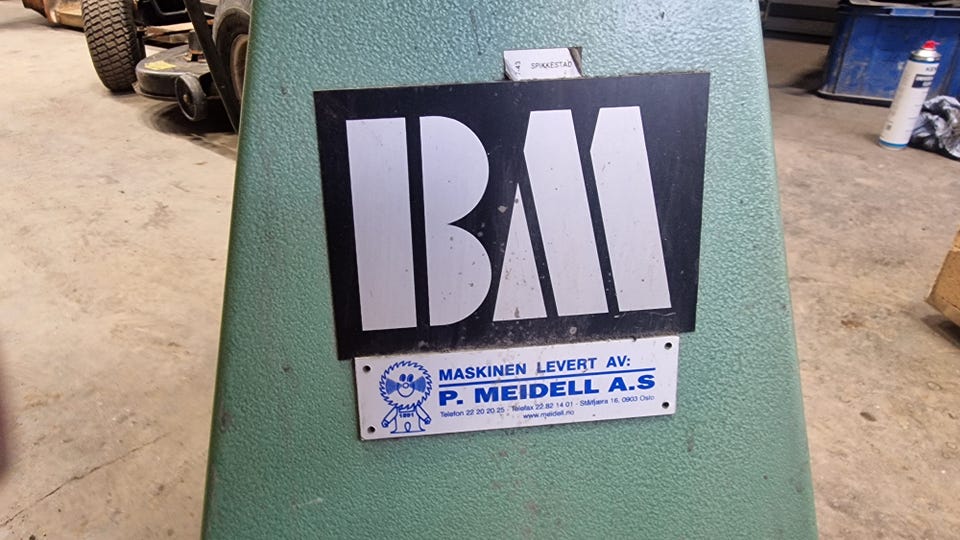 SPIKKESTAD
BM
MASKINEN LEVERT AV:
P. MEIDELL A.S
Telefon 22 20 20 25 - Telefax 22 82 14 01 - Stålfjæra 16, 0903 Oslo
www.meidell.no
1001